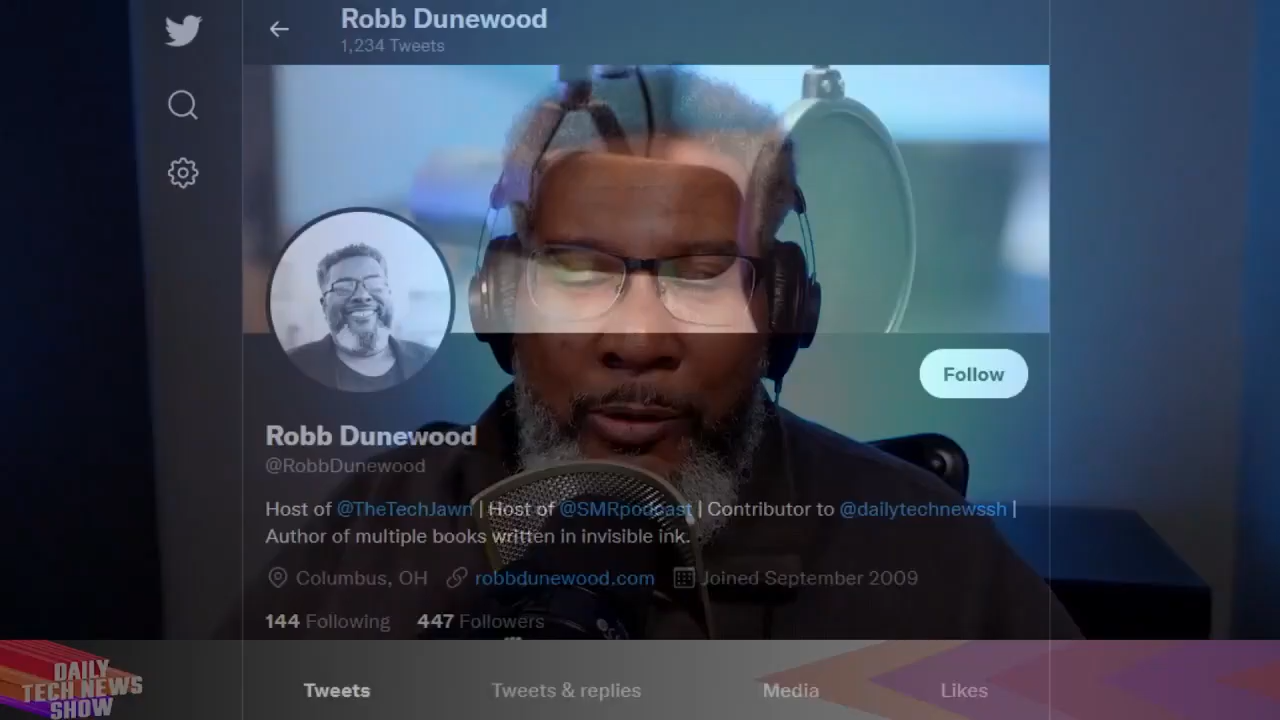 Robb Dunewood
1,234 Tweets
Follow
Robb Dunewood
@RobbDunewood
Host of @TheTechJawn | Host of @SMRpodcast | Contributor to @dailytechnewssh |
Author of multiple books written in invisible ink.
Columbus, OH robbdunewood.com Joined September 2009
144 Following 447 Followers
Tweets Tweets & replies Media Likes
DAILY
TECH NEWS
SHOW